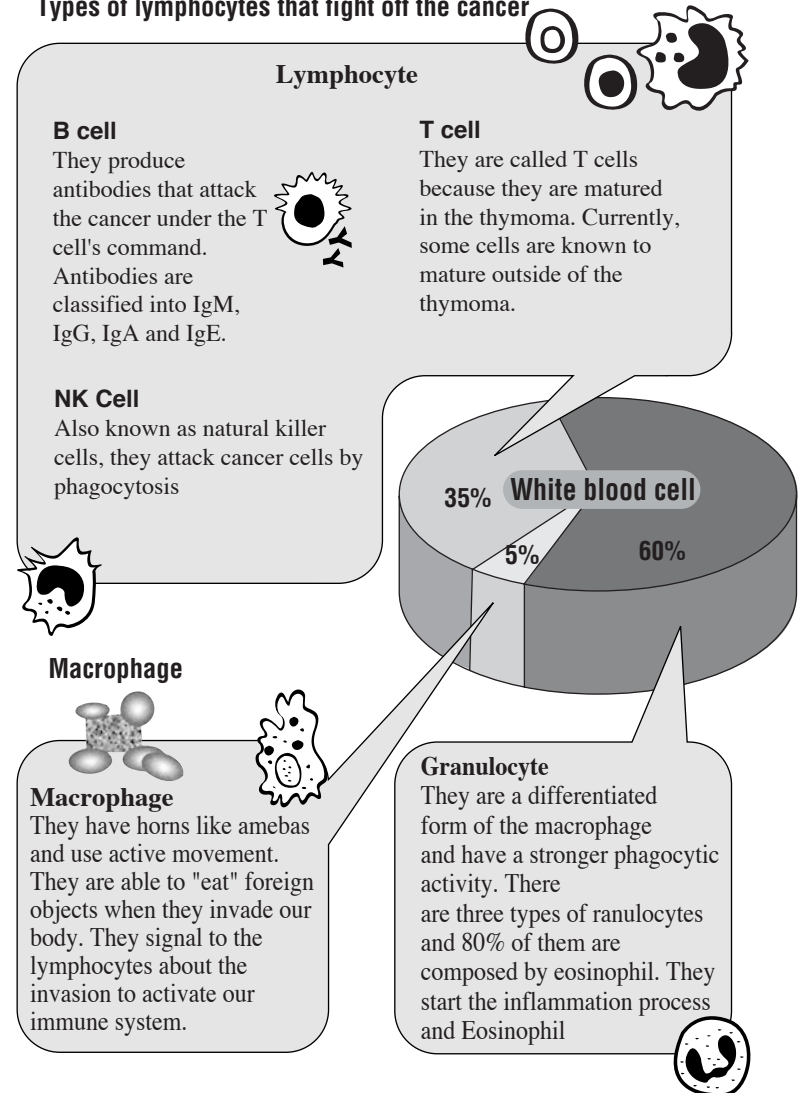 Types of lymphocytes that fight off the cancer
Lymphocyte
B cell
They produce
antibodies that attack
the cancer under the T
cell's command.
Antibodies are
classified into IgM,
IgG, IgA and IgE.
T cell
They are called T cells
because they are matured
in the thymoma. Currently,
some cells are known to
mature outside of the
thymoma.
NK Cell
Also known as natural killer
cells, they attack cancer cells by
phagocytosis
35%
White blood cell
5%
60%
Macrophage
Macrophage
They have horns like amebas
and use active movement.
They are able to "eat" foreign
objects when they invade our
body. They signal to the
lymphocytes about the
invasion to activate our
immune system.
Granulocyte
They are a differentiated
form of the macrophage
and have a stronger phagocytic
activity. There
are three types of ranulocytes
and 80% of them are
composed by eosinophil. They
start the inflammation process
and Eosinophil